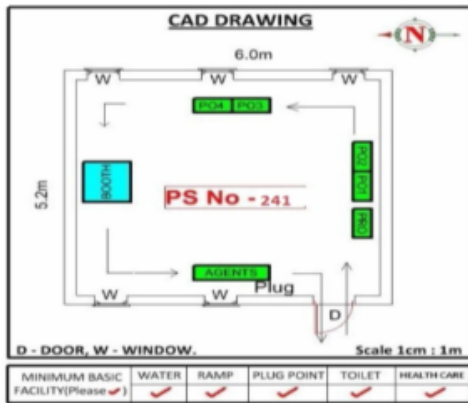 CAD DRAWING
N
6.0m
W W W
PO4 PO3
5.2m
BOOTH
PO2
PO1
PS No - 241
PRO
AGENTS
Plug
W W
D
D - DOOR, W - WINDOW. Scale 1cm : 1m
MINIMUM BASIC FACILITY(Please ✓) WATER RAMP PLUG POINT TOILET HEALTH CARE
✓ ✓ ✓ ✓ ✓